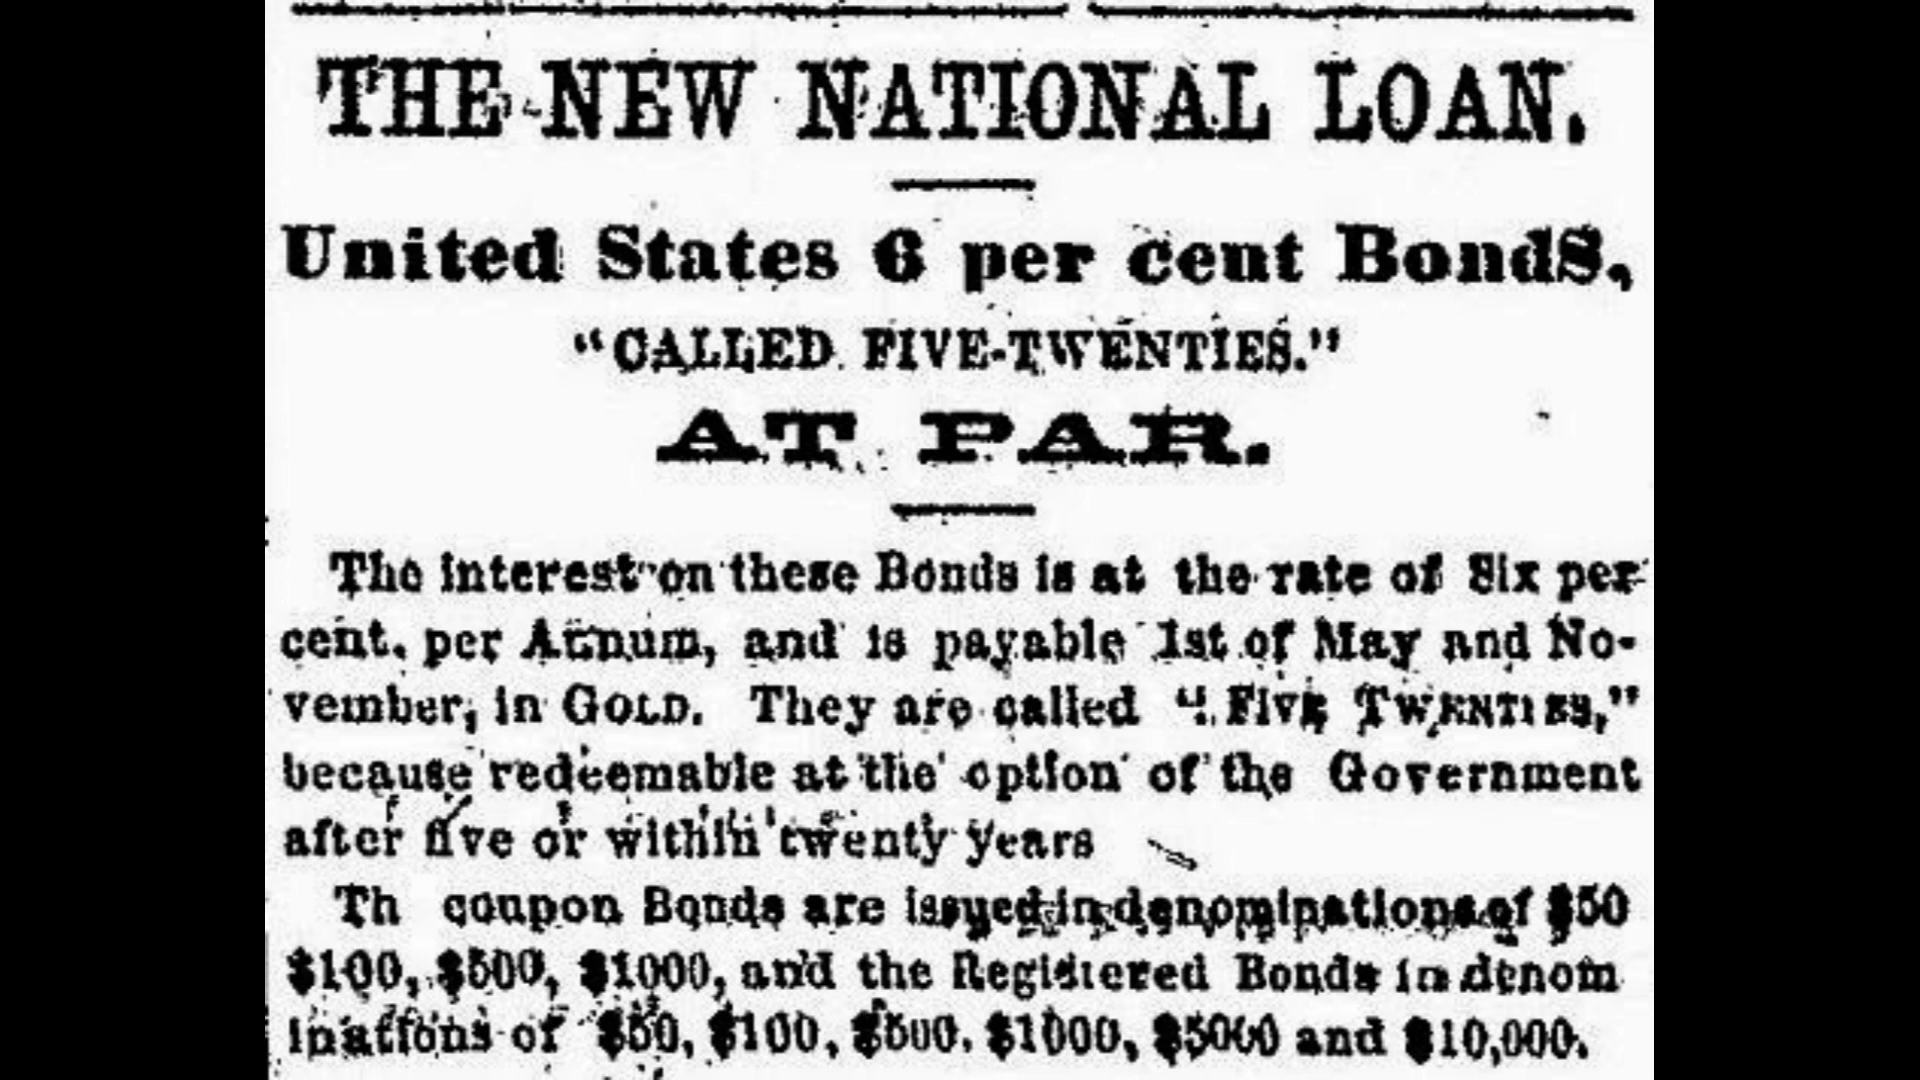 THE NEW NATIONAL LOAN.
United States 6 per cent BondS,
"CALLED FIVE-TWENTIES."
AT PAR.
The interest on these Bonds is at the rate of Six per
cent. per Annum, and is payable 1st of May and No-
vember, in GOLD. They are called "FIVE TWENTIES,"
because redeemable at the option of the Government
after five or within twenty years
Th coupon Bonds are issued in denominations of $50
$100, $500, $1000, and the Registered Bonds in denom
inations of $50, $100, $500, $1000, $5000 and $10,000.